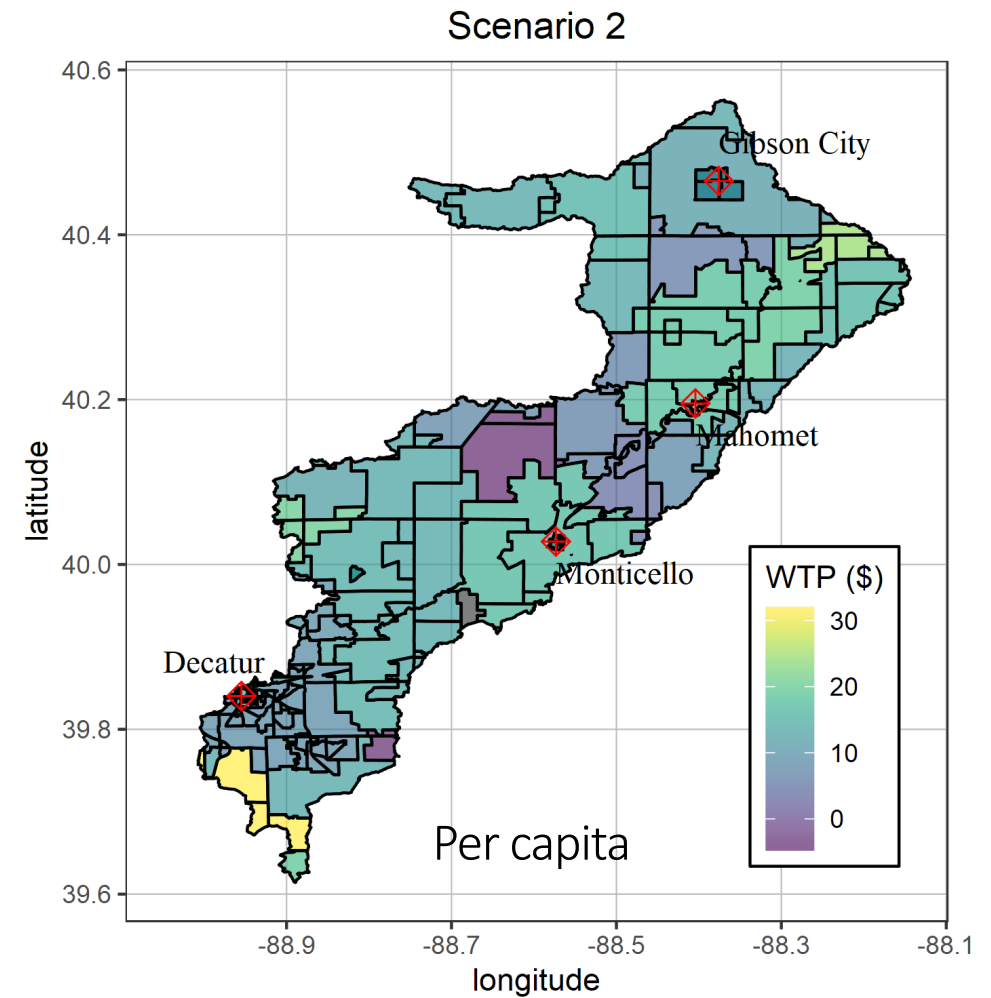 Scenario 2
40.6
40.4
40.2
40.0
39.8
39.6
latitude
Gibson City
Mahomet
Monticello
Decatur
WTP ($)
30
20
10
0
Per capita
-88.9
-88.7
-88.5
-88.3
-88.1
longitude